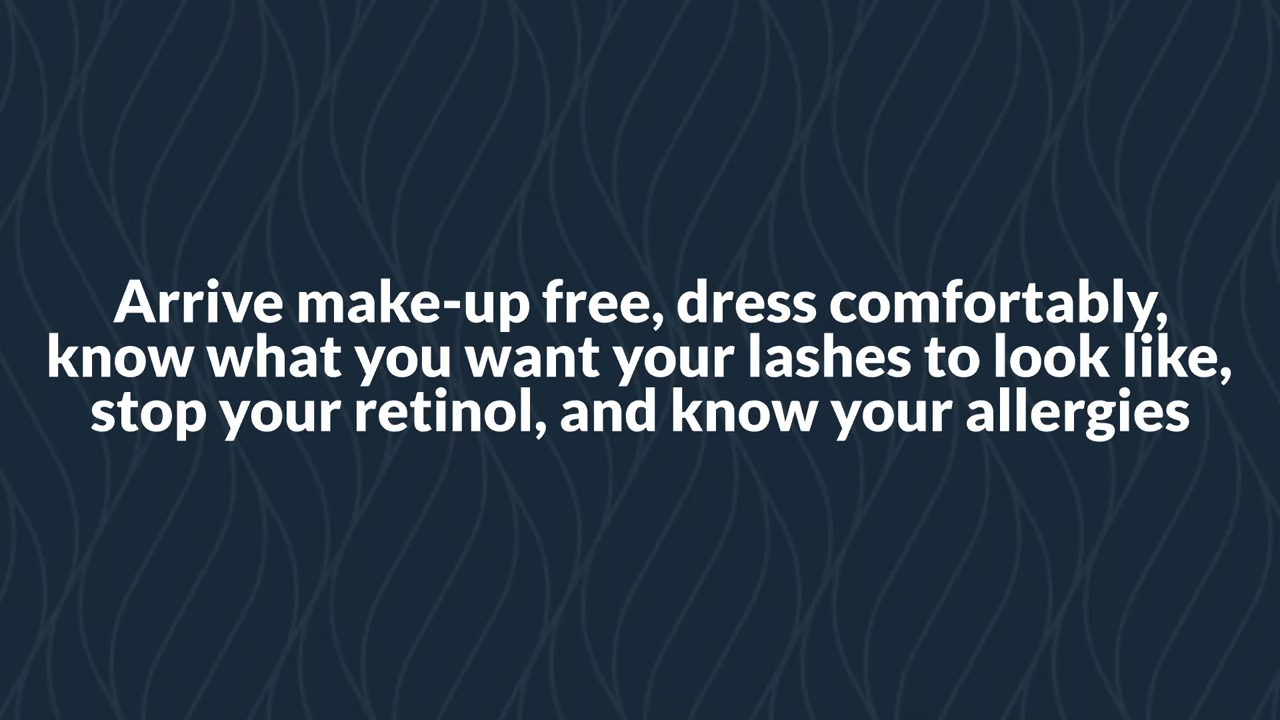 Arrive make-up free, dress comfortably,
know what you want your lashes to look like,
stop your retinol, and know your allergies